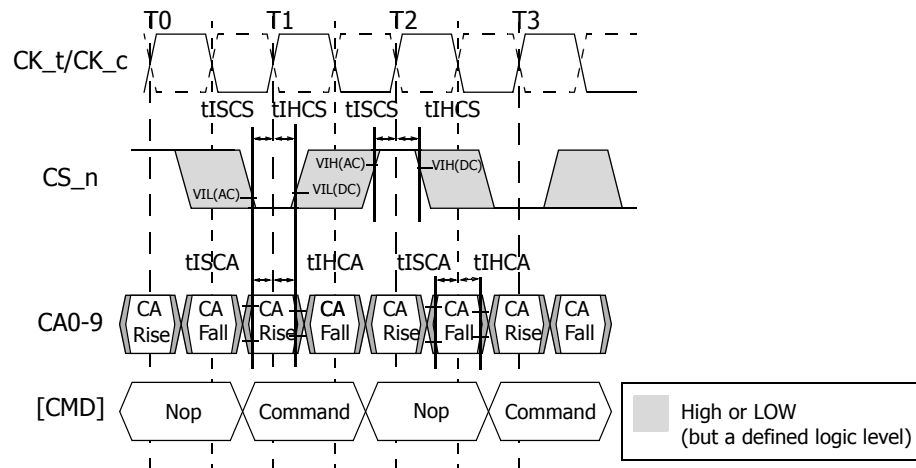 T0 T1 T2 T3
CK_t/CK_c
tISCS tIHCS tISCS tIHCS
CS_n
VIL(AC)
VIH(AC)
VIL(DC)
VIH(DC)
tISCA tIHCA tISCA tIHCA
CA0-9
CA Rise
CA Fall
CA Rise
CA Fall
CA Rise
CA Fall
CA Rise
CA Fall
[CMD]
Nop Command Nop Command
High or LOW
(but a defined logic level)